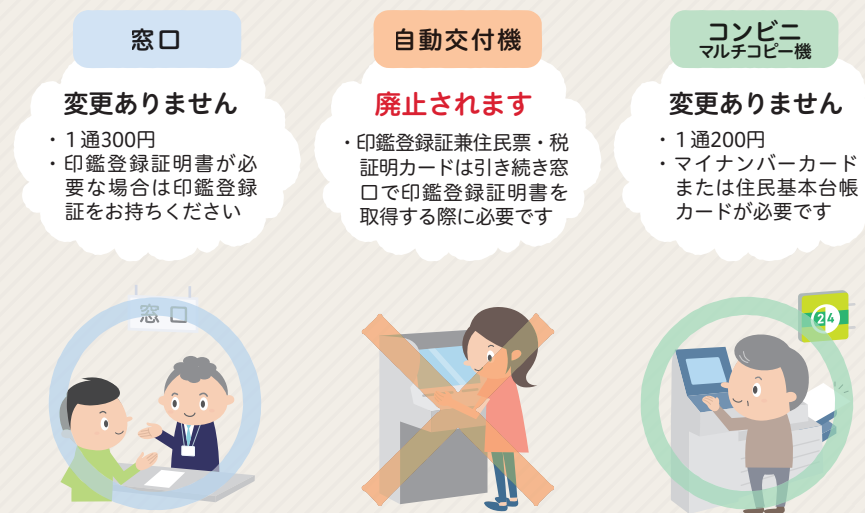 窓口
変更ありません
・1通300円
・印鑑登録証明書が必
要な場合は印鑑登録
証をお持ちください
窓口
自動交付機
廃止されます
・印鑑登録証兼住民票・税
証明カードは引き続き窓
口で印鑑登録証明書を
取得する際に必要です
コンビニ
マルチコピー機
変更ありません
・1通200円
・マイナンバーカード
または住民基本台帳
カードが必要です
24